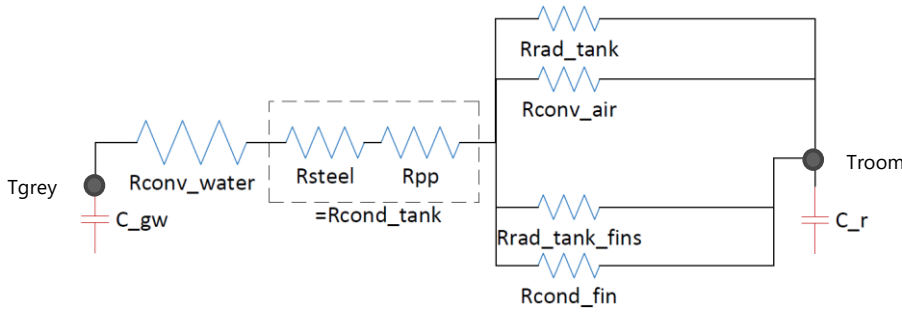 Rrad_tank
Rconv_air
Tgrey
Rconv_water
Rsteel
Rpp
Troom
C_gw
=Rcond_tank
C_r
Rrad_tank_fins
Rcond_fin